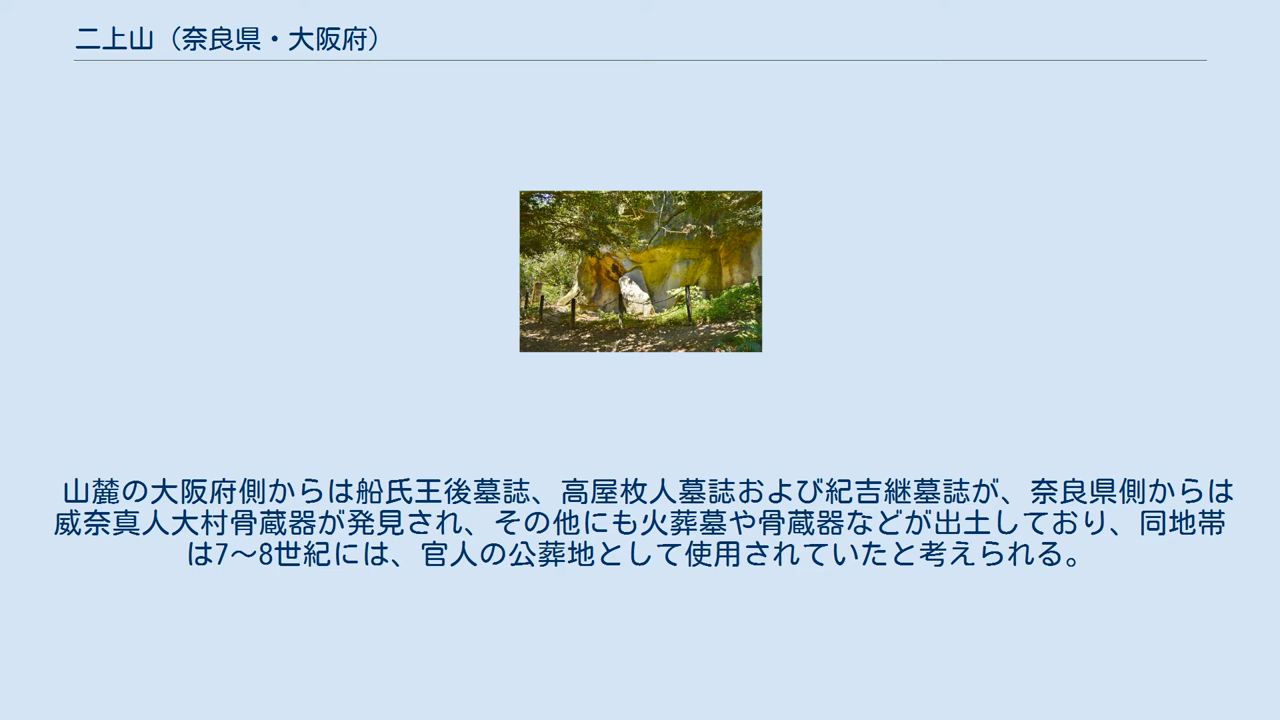 二上山（奈良県・大阪府）
山麓の大阪府側からは船氏王後墓誌、高屋枚人墓誌および紀吉継墓誌が、奈良県側からは
威奈真人大村骨蔵器が発見され、その他にも火葬墓や骨蔵器などが出土しており、同地帯
は7〜8世紀には、官人の公葬地として使用されていたと考えられる。